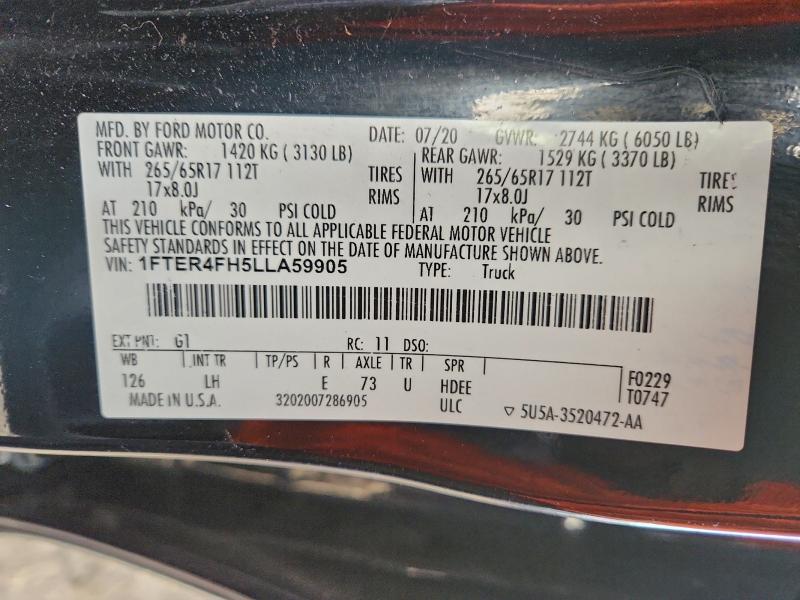 MFD. BY FORD MOTOR CO. DATE: 07/20 GVWR: 2744 KG ( 6050 LB)
FRONT GAWR: 1420 KG ( 3130 LB) REAR GAWR: 1529 KG ( 3370 LB)
WITH 265/65R17 112T TIRES WITH 265/65R17 112T TIRES
17x8.0J RIMS 17x8.0J RIMS
AT 210 kPa/ 30 PSI COLD AT 210 kPa/ 30 PSI COLD
THIS VEHICLE CONFORMS TO ALL APPLICABLE FEDERAL MOTOR VEHICLE
SAFETY STANDARDS IN EFFECT ON THE DATE OF MANUFACTURE SHOWN ABOVE.
VIN: 1FTER4FH5LLA59905 TYPE: Truck
EXT PNT: G1 RC: 11 DSO:
WB INT TR TP/PS R AXLE TR SPR
126 LH E 73 U HDEE F0229
MADE IN U.S.A. 3202007286905 ULC T0747
5U5A-3520472-AA